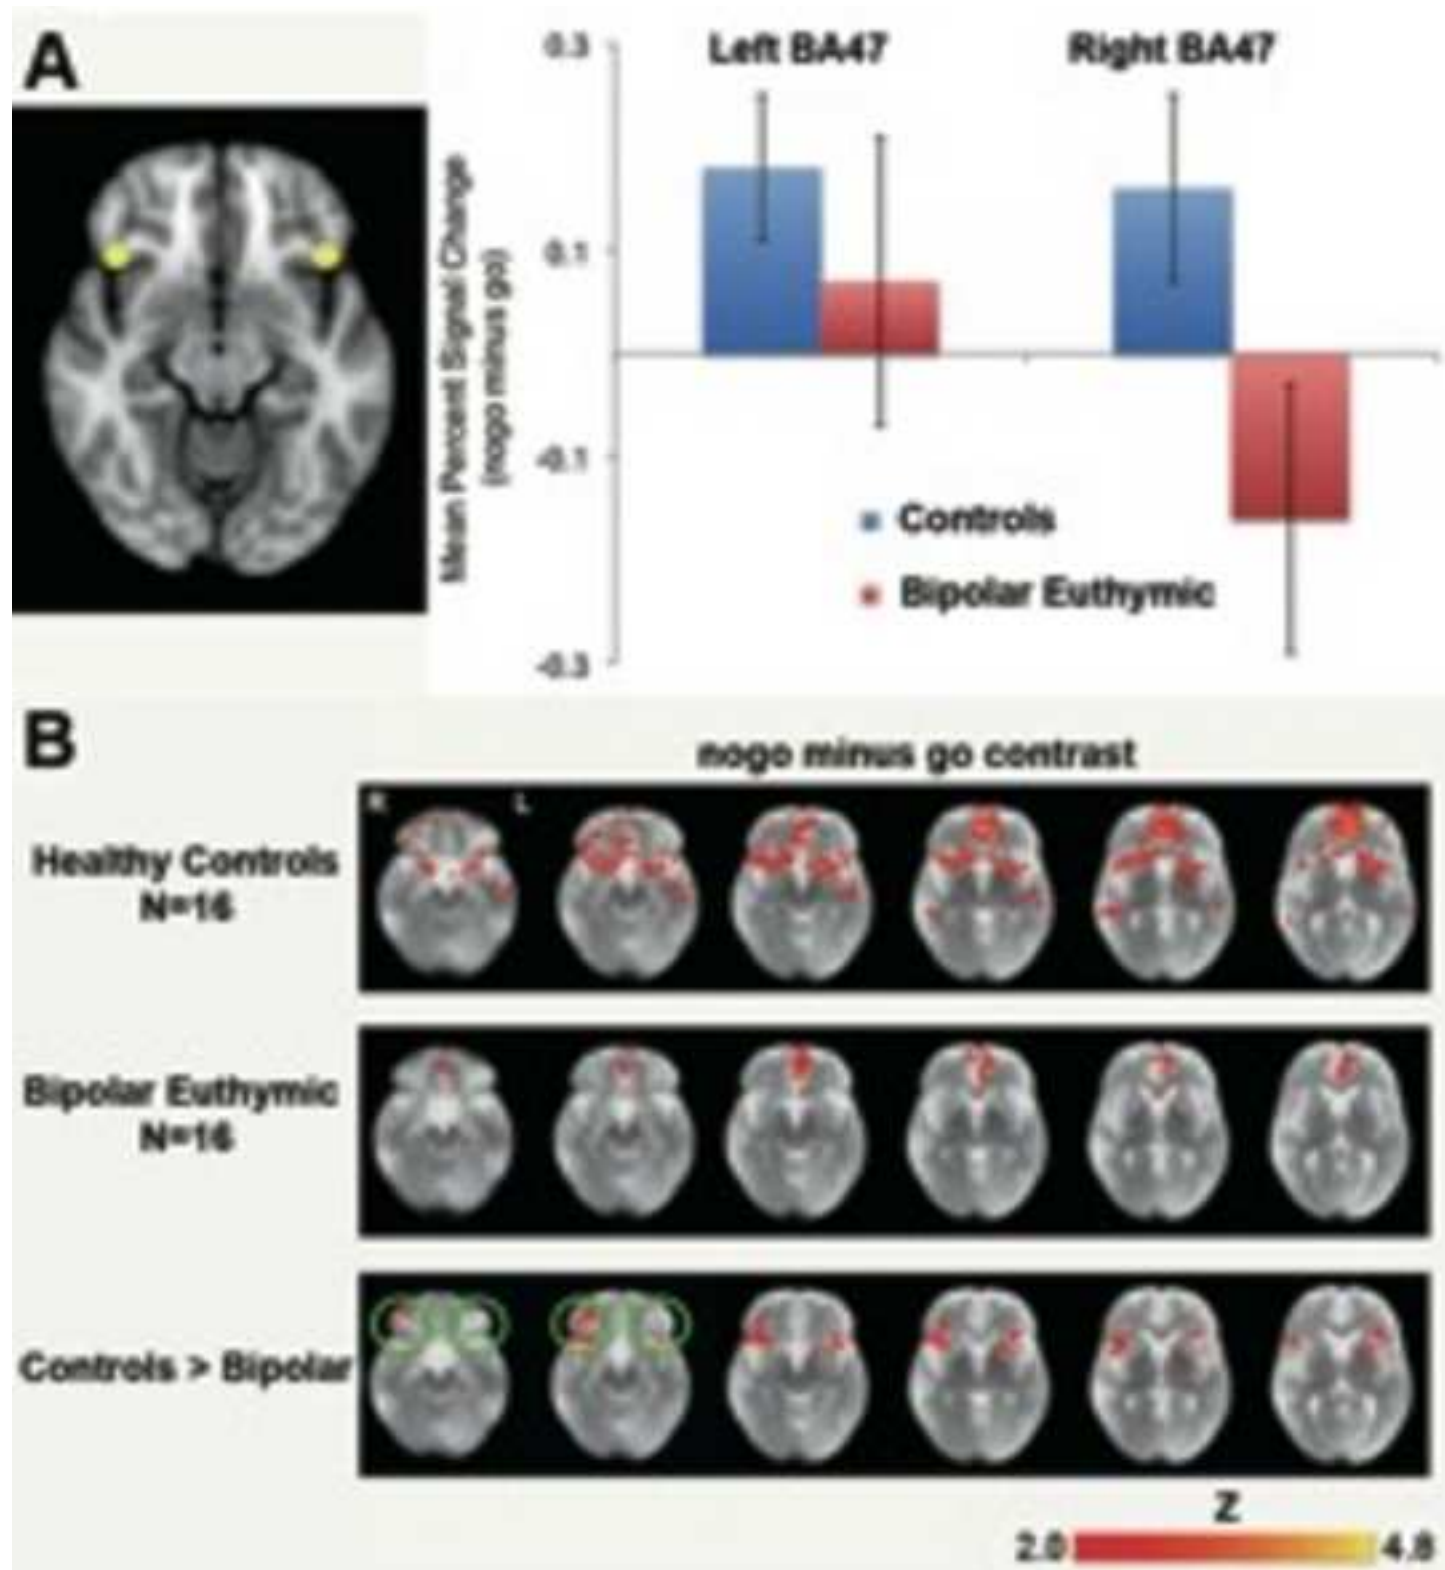 A
Left BA47
Right BA47
0.3
0.1
-0.1
-0.3
Mean Percent Signal Change
(nogo minus go)
Controls
Bipolar Euthymic
B
nogo minus go contrast
R
L
Healthy Controls
N=16
Bipolar Euthymic
N=16
Controls > Bipolar
Z
2.0
4.8